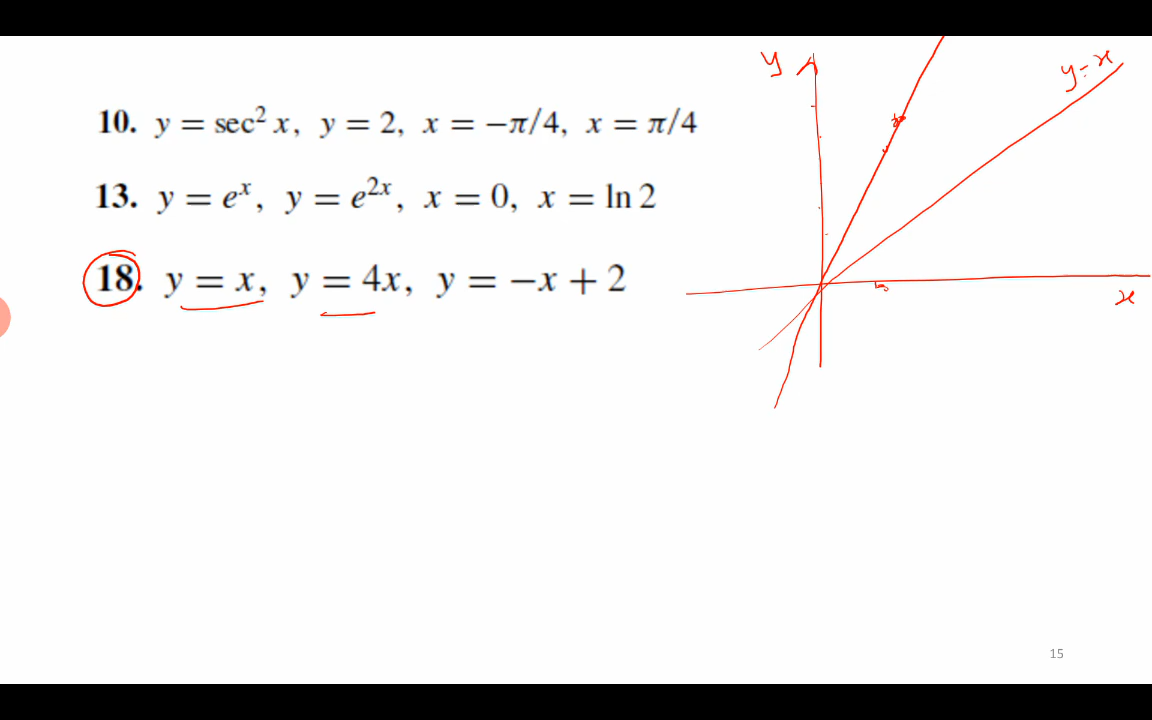 10. y = sec² x, y = 2, x = −π/4, x = π/4
13. y = eˣ, y = e²ˣ, x = 0, x = ln 2
18. y = x, y = 4x, y = −x + 2
y
y = x
x
15